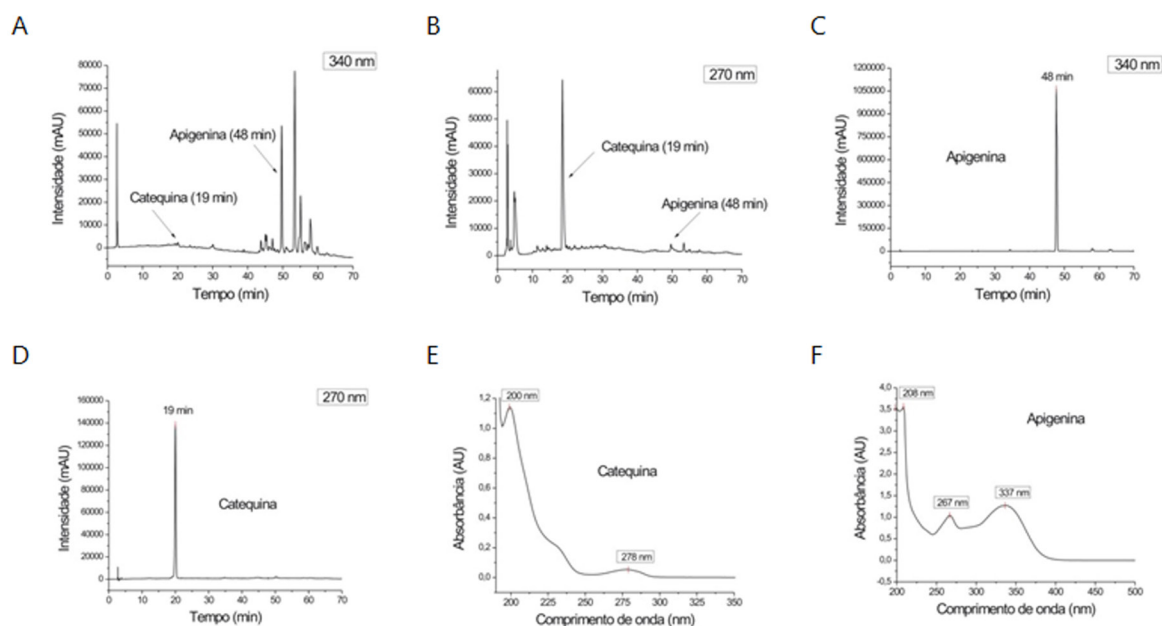 A
340 nm
80000
70000
60000
50000
40000
30000
20000
10000
0
0
10
20
30
40
50
60
70
Intensidade (mAU)
Tempo (min)
Apigenina (48 min)
Catequina (19 min)
B
270 nm
60000
50000
40000
30000
20000
10000
0
0
10
20
30
40
50
60
70
Intensidade (mAU)
Tempo (min)
Catequina (19 min)
Apigenina (48 min)
C
340 nm
1200000
1050000
900000
750000
600000
450000
300000
150000
0
0
10
20
30
40
50
60
70
Intensidade (mAU)
Tempo (min)
48 min
Apigenina
D
270 nm
160000
140000
120000
100000
80000
60000
40000
20000
0
0
10
20
30
40
50
60
70
Intensidade (mAU)
Tempo (min)
19 min
Catequina
E
1,2
1,0
0,8
0,6
0,4
0,2
0,0
200
225
250
275
300
325
350
Absorbância (AU)
Comprimento de onda (nm)
200 nm
Catequina
278 nm
F
4,0
3,5
3,0
2,5
2,0
1,5
1,0
0,5
0,0
-0,5
200
250
300
350
400
450
500
Absorbância (AU)
Comprimento de onda (nm)
208 nm
Apigenina
267 nm
337 nm